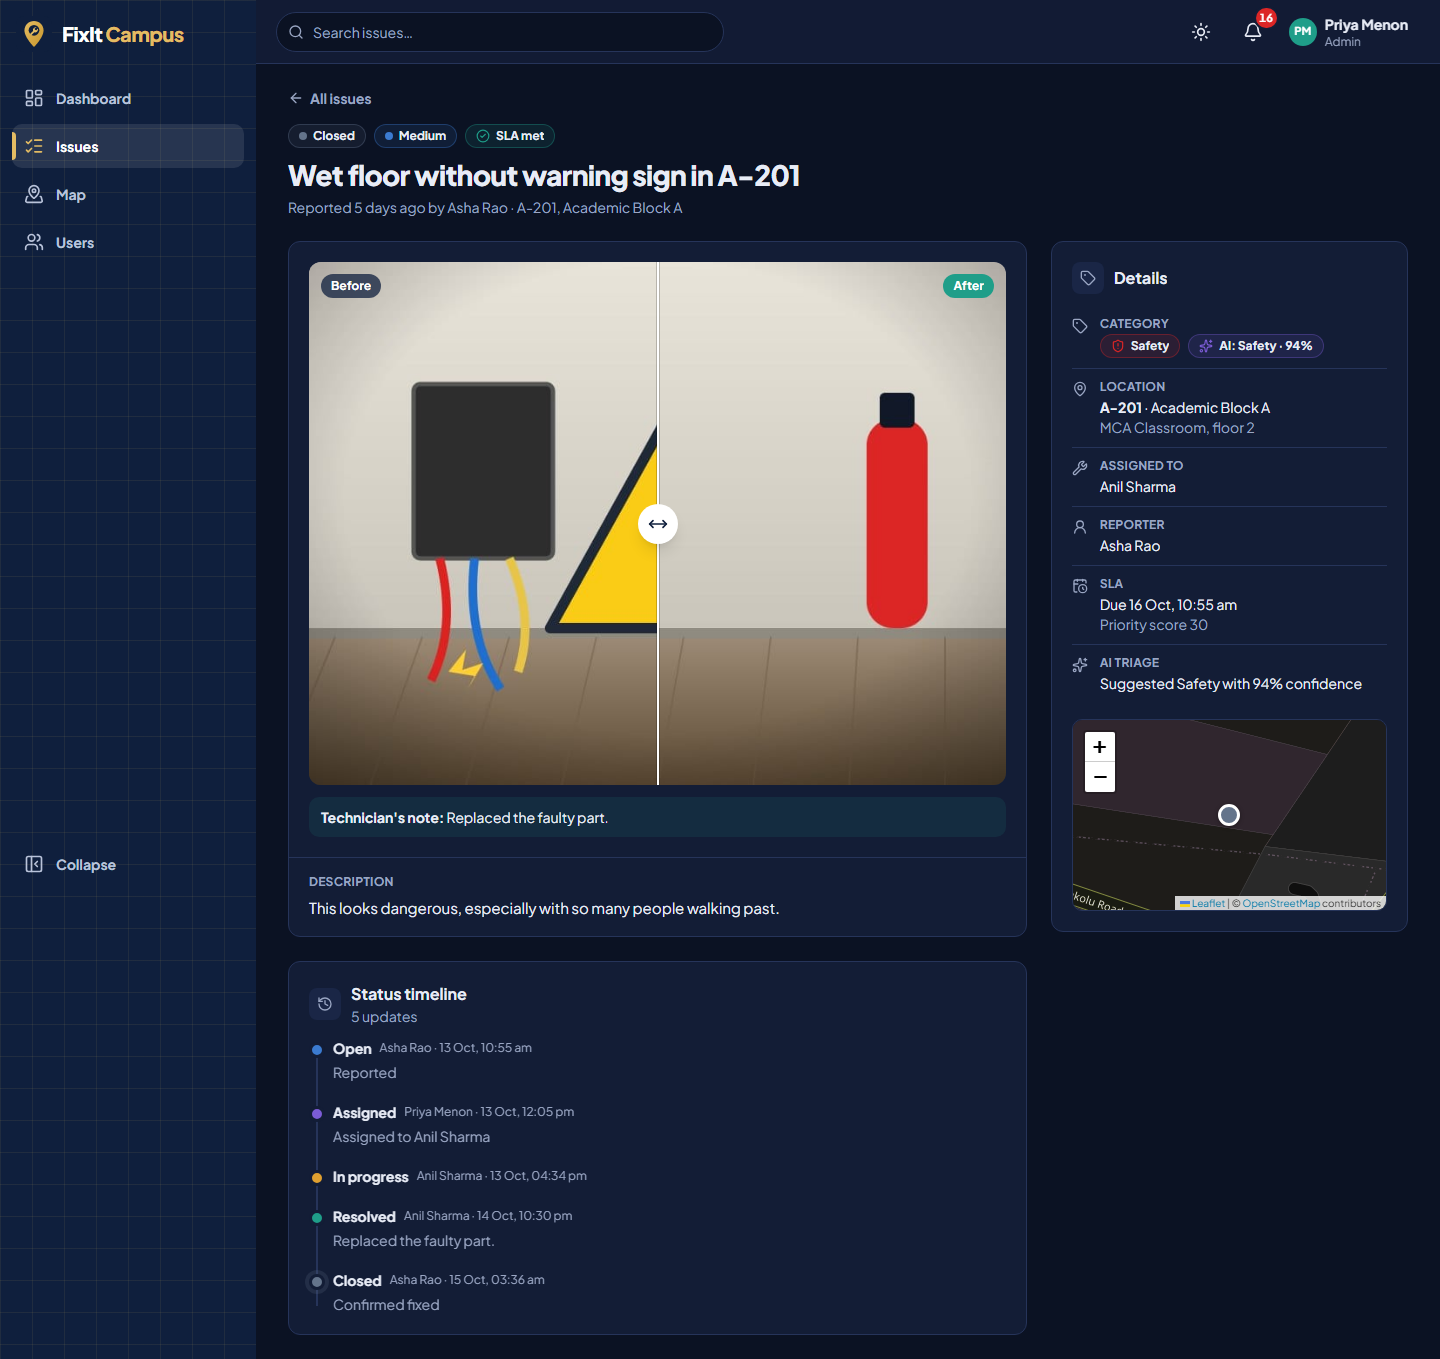 FixIt Campus
Search issues...
16
PM
Priya Menon
Admin
Dashboard
Issues
Map
Users
Collapse
All issues
Closed
Medium
SLA met
Wet floor without warning sign in A-201
Reported 5 days ago by Asha Rao · A-201, Academic Block A
Before
After
Technician's note: Replaced the faulty part.
DESCRIPTION
This looks dangerous, especially with so many people walking past.
Details
CATEGORY
Safety
AI: Safety · 94%
LOCATION
A-201 · Academic Block A
MCA Classroom, floor 2
ASSIGNED TO
Anil Sharma
REPORTER
Asha Rao
SLA
Due 16 Oct, 10:55 am
Priority score 30
AI TRIAGE
Suggested Safety with 94% confidence
+
−
kolu Road
Leaflet | © OpenStreetMap contributors
Status timeline
5 updates
Open Asha Rao · 13 Oct, 10:55 am
Reported
Assigned Priya Menon · 13 Oct, 12:05 pm
Assigned to Anil Sharma
In progress Anil Sharma · 13 Oct, 04:34 pm
Resolved Anil Sharma · 14 Oct, 10:30 pm
Replaced the faulty part.
Closed Asha Rao · 15 Oct, 03:36 am
Confirmed fixed